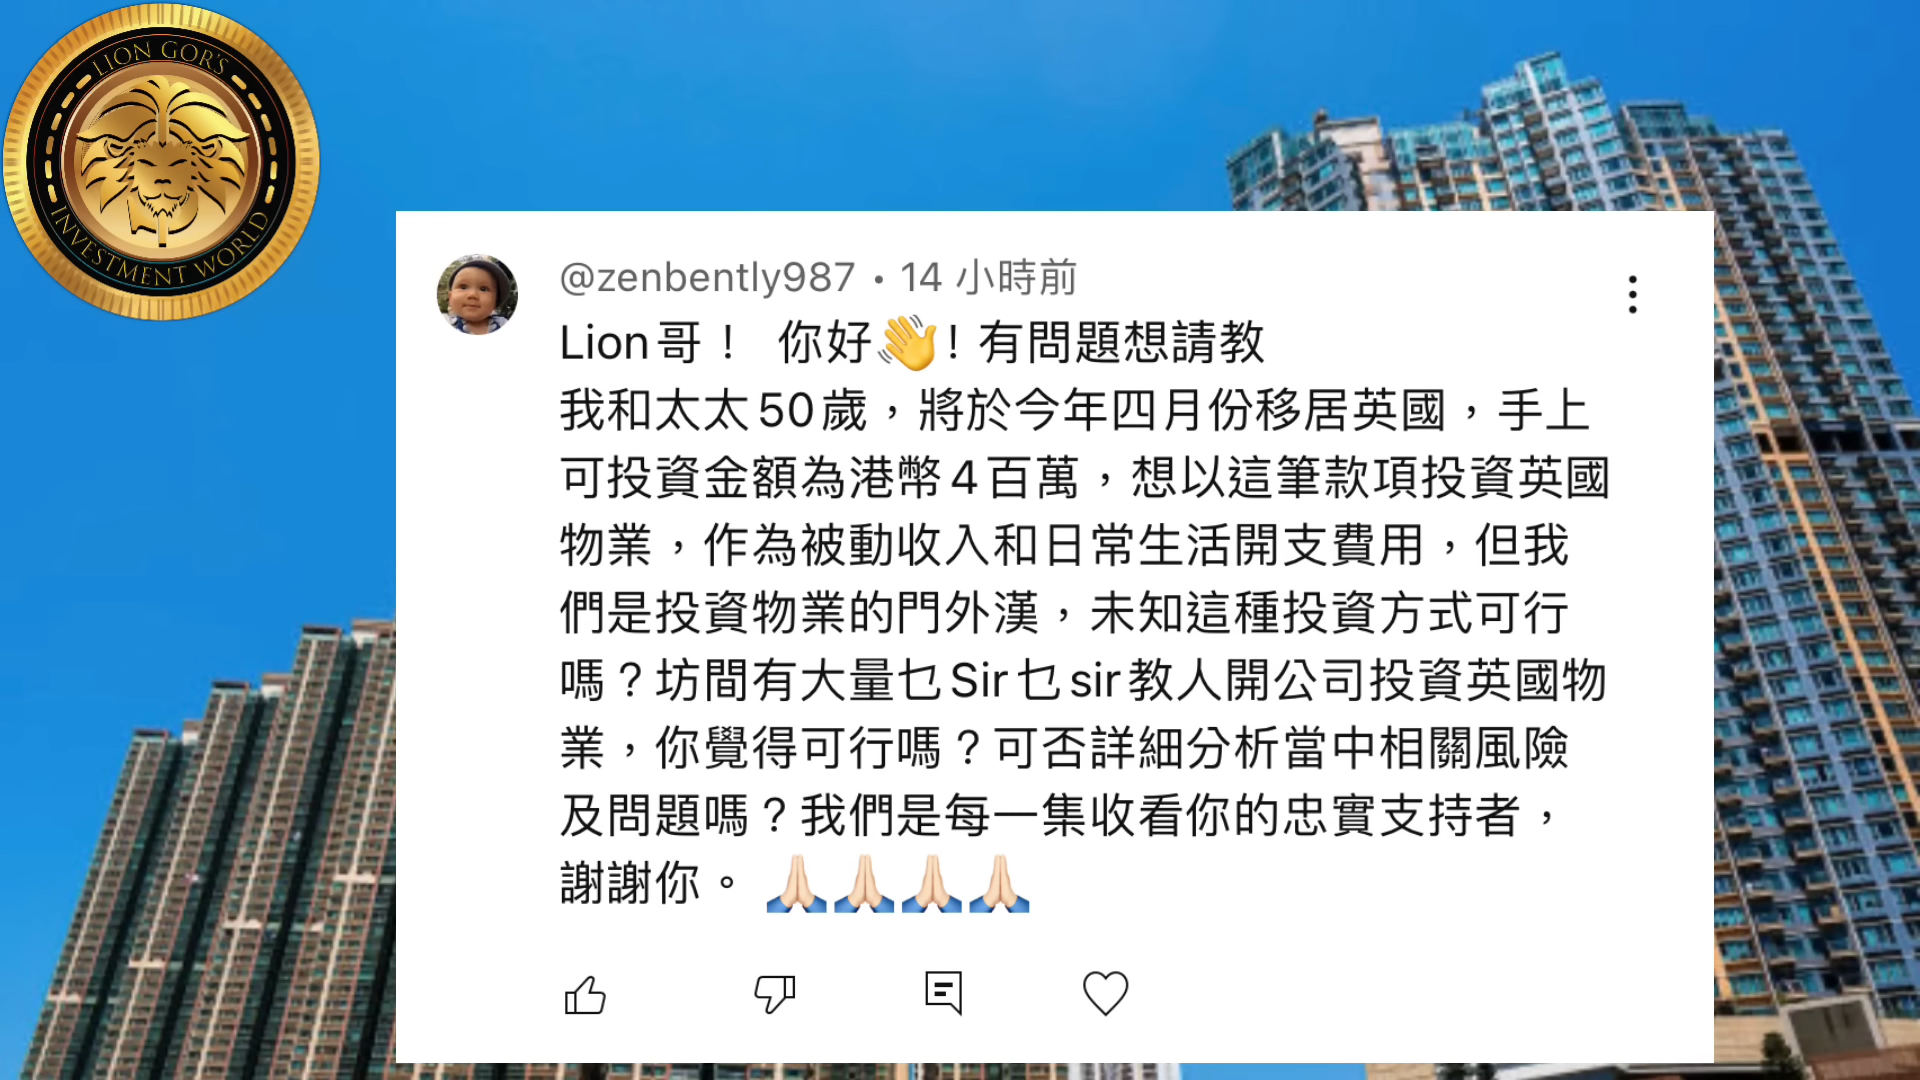 LION GOR'S
INVESTMENT WORLD
@zenbently987 • 14 小時前
Lion哥！ 你好👋! 有問題想請教
我和太太50歲，將於今年四月份移居英國，手上
可投資金額為港幣4百萬，想以這筆款項投資英國
物業，作為被動收入和日常生活開支費用，但我
們是投資物業的門外漢，未知這種投資方式可行
嗎？坊間有大量乜Sir乜sir教人開公司投資英國物
業，你覺得可行嗎？可否詳細分析當中相關風險
及問題嗎？我們是每一集收看你的忠實支持者，
謝謝你。🙏🏻🙏🏻🙏🏻🙏🏻